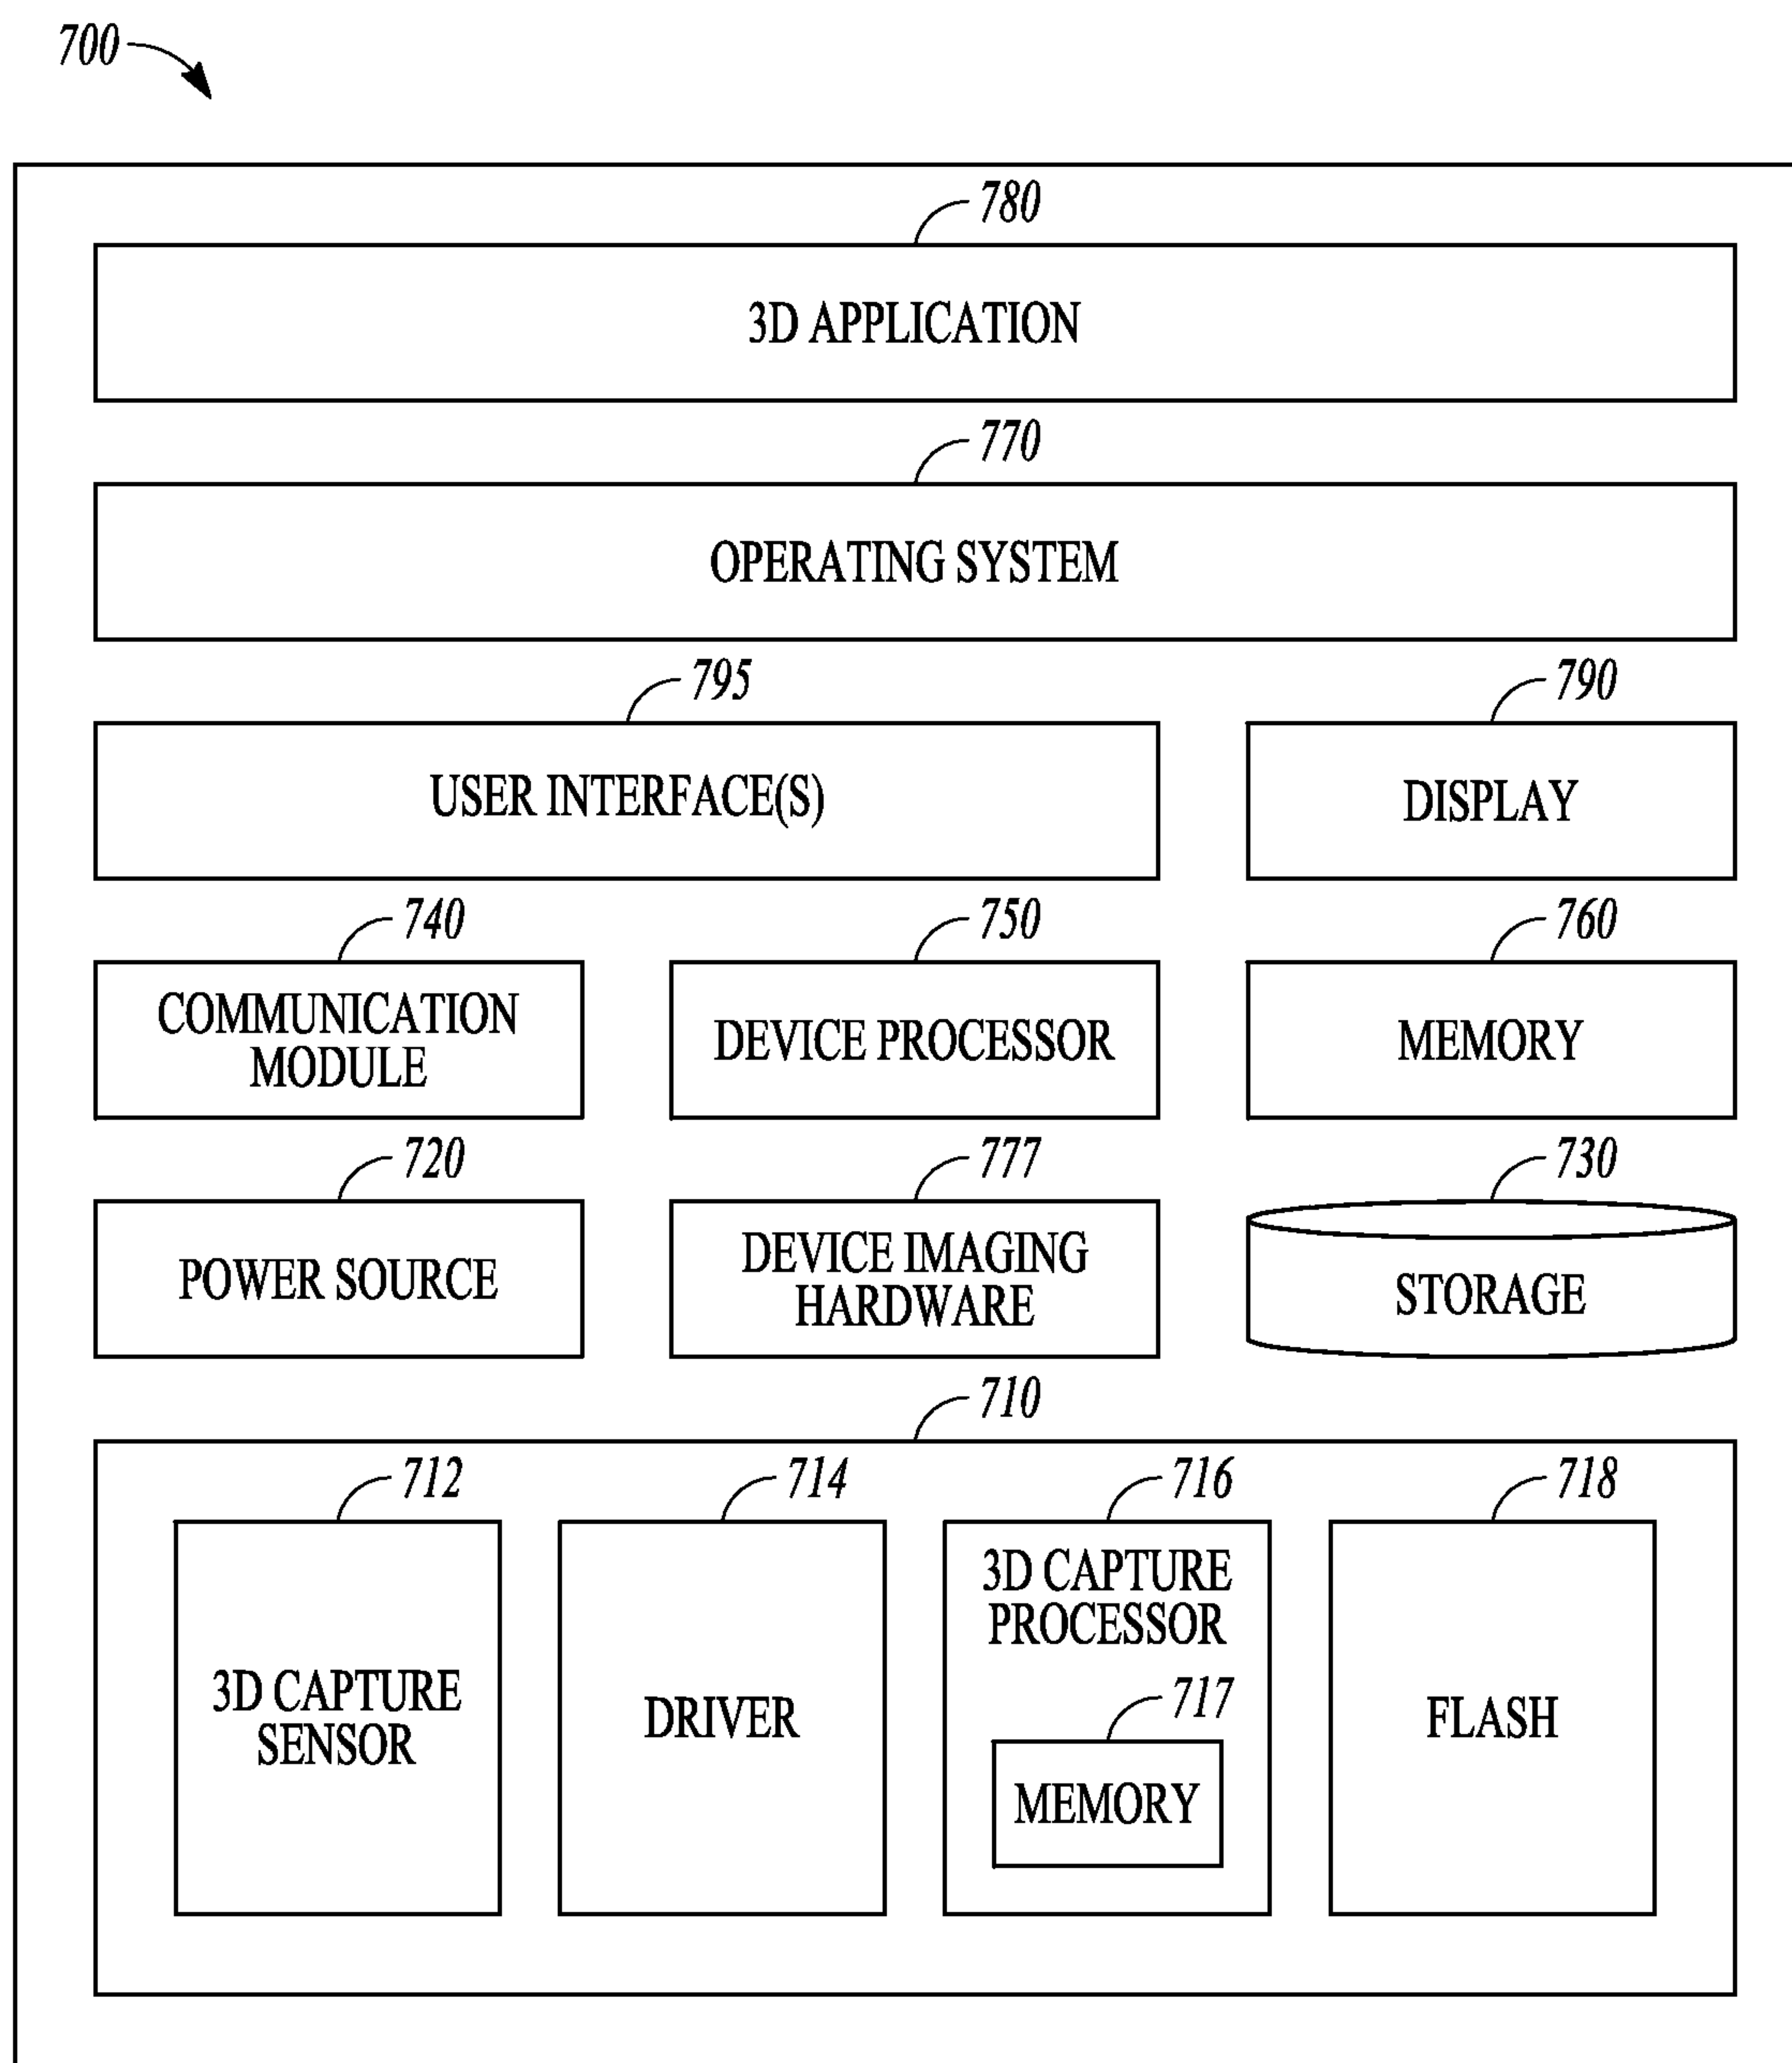 700
780
3D APPLICATION
770
OPERATING SYSTEM
795
790
USER INTERFACE(S)
DISPLAY
740
750
760
COMMUNICATION
MODULE
DEVICE PROCESSOR
MEMORY
720
777
730
POWER SOURCE
DEVICE IMAGING
HARDWARE
STORAGE
710
712
714
716
718
3D CAPTURE
SENSOR
DRIVER
3D CAPTURE
PROCESSOR
717
MEMORY
FLASH